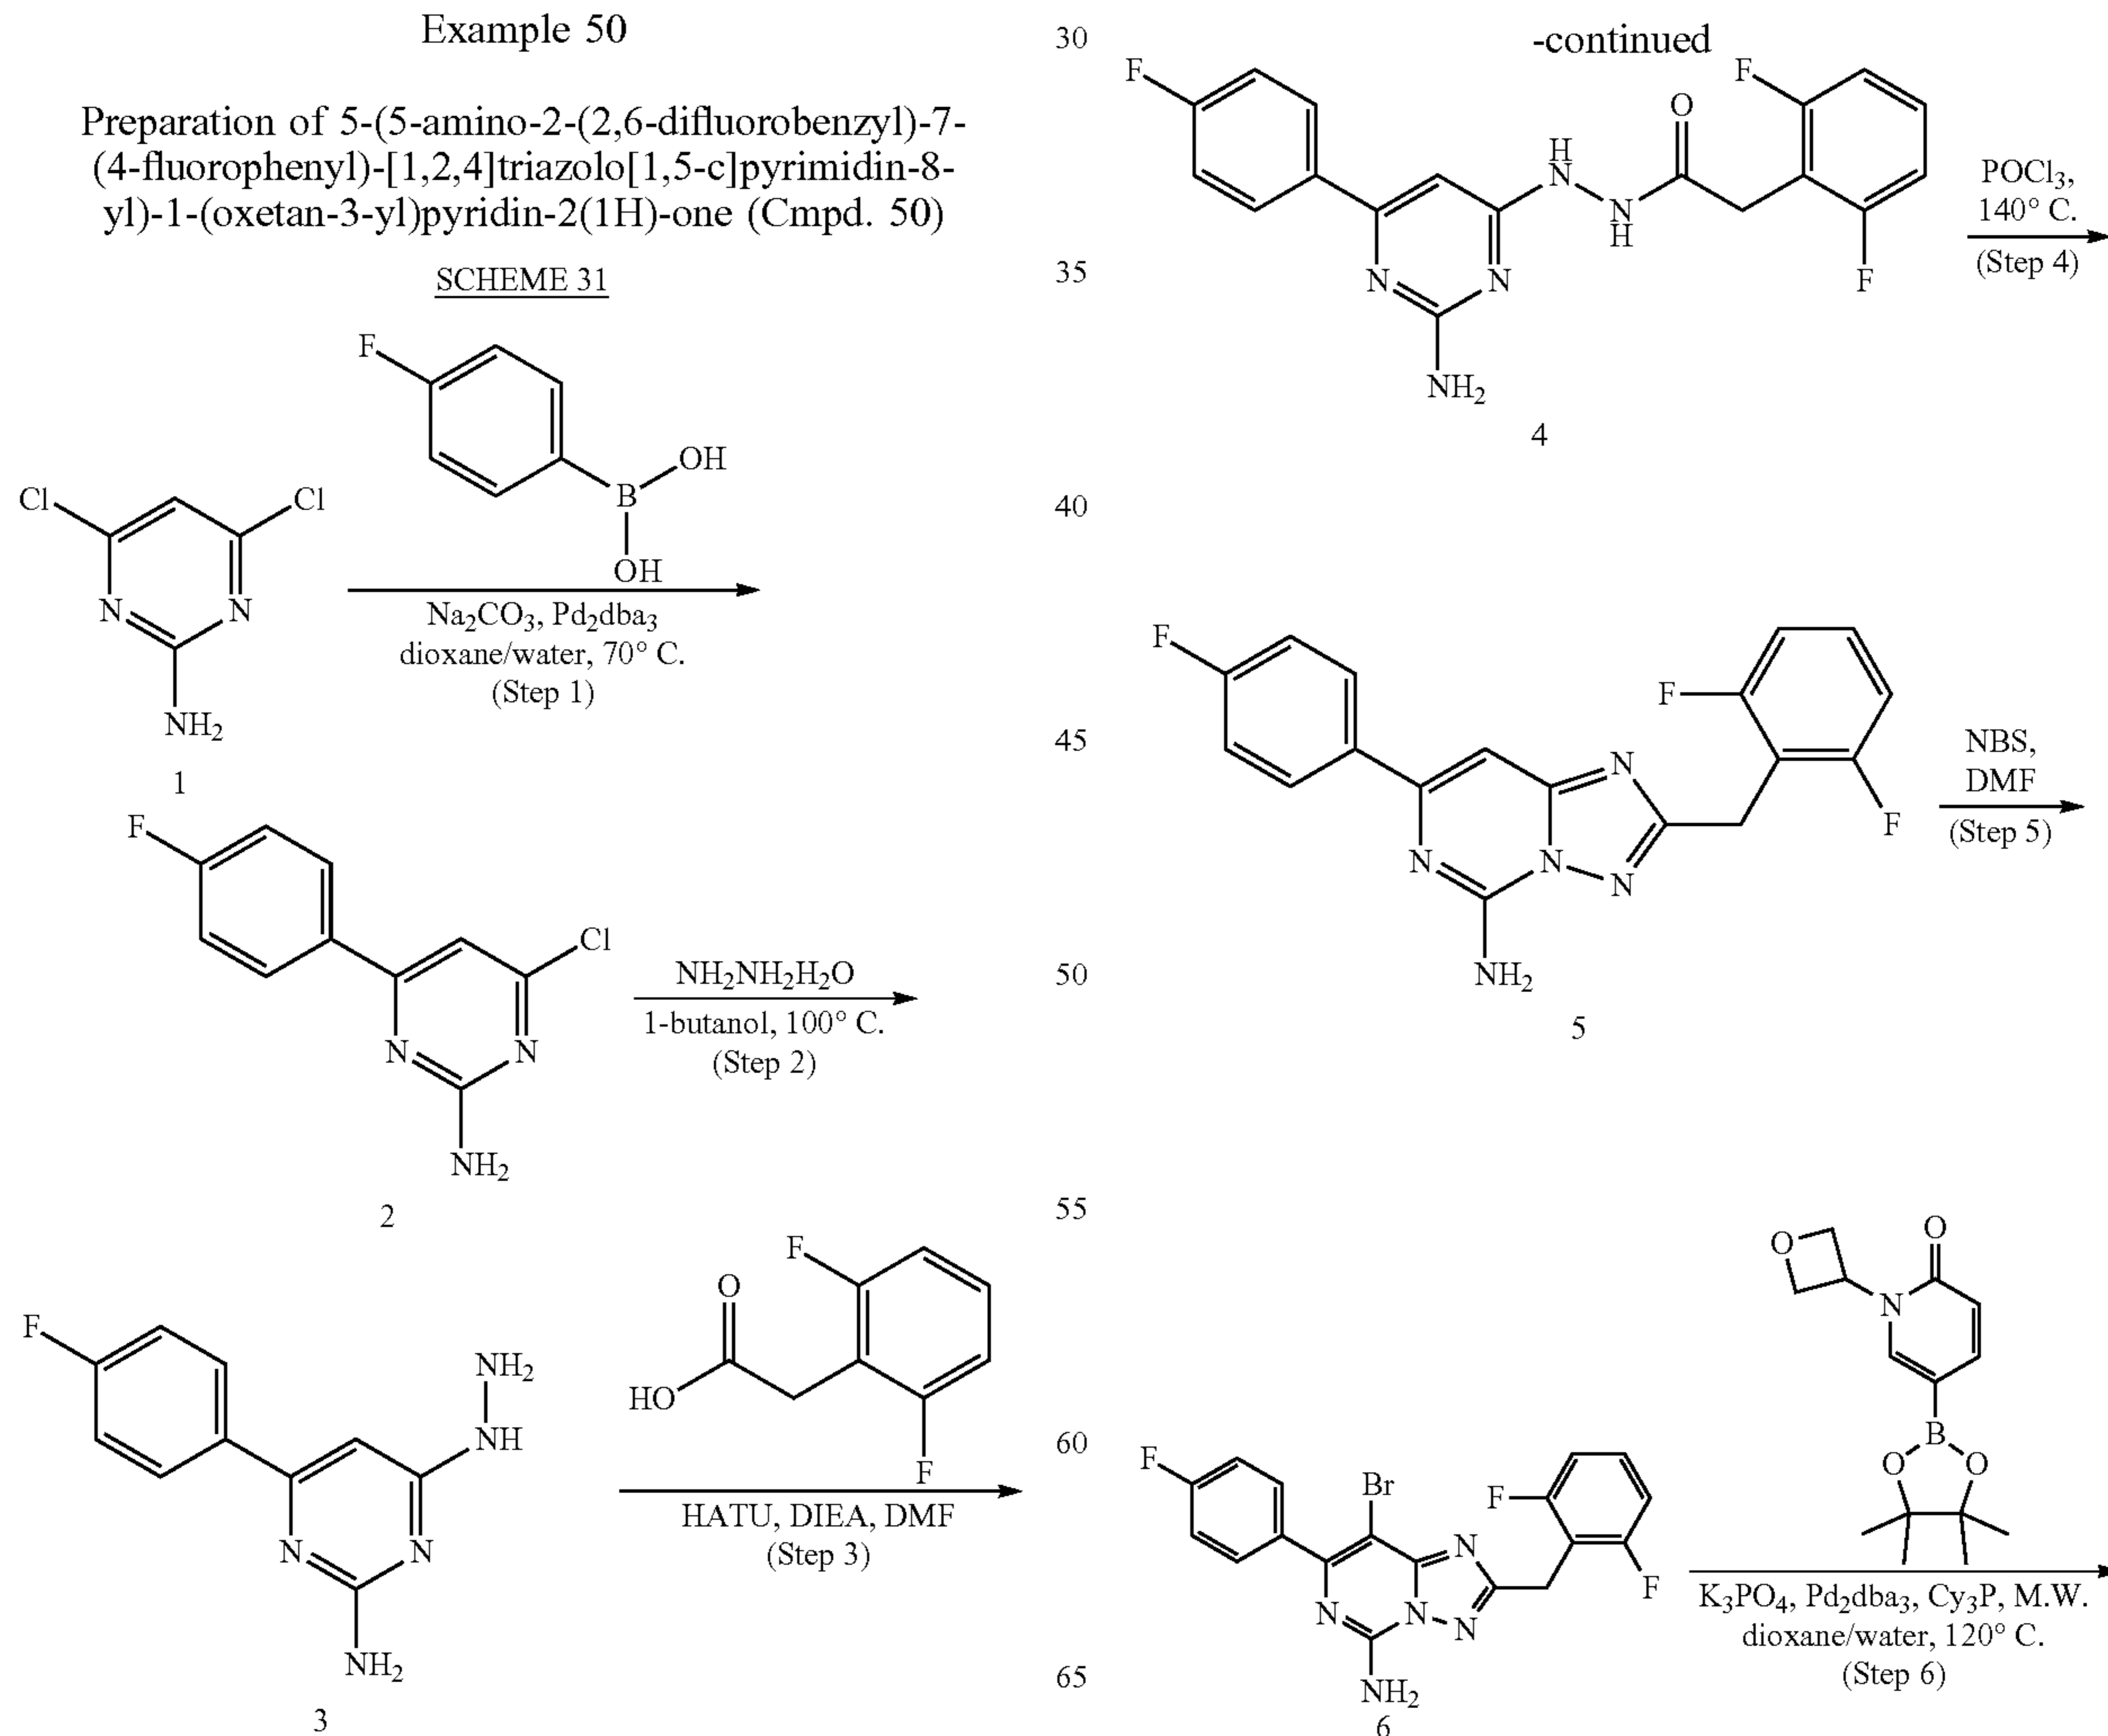 Example 50
Preparation of 5-(5-amino-2-(2,6-difluorobenzyl)-7-
(4-fluorophenyl)-[1,2,4]triazolo[1,5-c]pyrimidin-8-
yl)-1-(oxetan-3-yl)pyridin-2(1H)-one (Cmpd. 50)
SCHEME 31
F
B
OH
OH
Cl
Cl
N
N
NH₂
1
Na₂CO₃, Pd₂dba₃
dioxane/water, 70° C.
(Step 1)
F
Cl
N
N
NH₂
2
NH₂NH₂H₂O
1-butanol, 100° C.
(Step 2)
F
NH₂
NH
N
N
NH₂
3
O
HO
F
F
HATU, DIEA, DMF
(Step 3)
30
35
40
45
50
55
60
65
-continued
F
H
N
N
H
O
F
F
N
N
NH₂
4
POCl₃,
140° C.
(Step 4)
F
N
N
N
N
NH₂
F
F
5
NBS,
DMF
(Step 5)
F
Br
N
N
N
N
NH₂
F
F
6
O
N
O
B
O
O
K₃PO₄, Pd₂dba₃, Cy₃P, M.W.
dioxane/water, 120° C.
(Step 6)